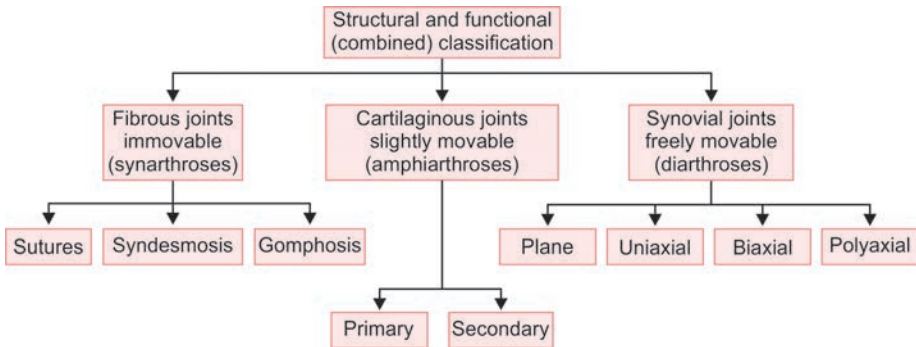 Structural and functional
(combined) classification
Fibrous joints
immovable
(synarthroses)
Cartilaginous joints
slightly movable
(amphiarthroses)
Synovial joints
freely movable
(diarthroses)
Sutures
Syndesmosis
Gomphosis
Plane
Uniaxial
Biaxial
Polyaxial
Primary
Secondary